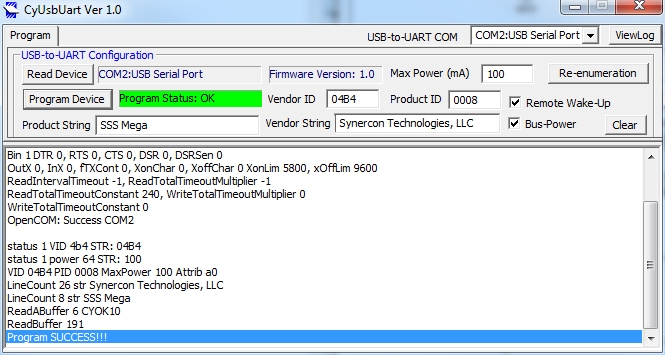 CyUsbUart Ver 1.0
Program
USB-to-UART COM COM2:USB Serial Port ViewLog
USB-to-UART Configuration
Read Device COM2:USB Serial Port Firmware Version: 1.0 Max Power (mA) 100 Re-enumeration
Program Device Program Status: OK Vendor ID 04B4 Product ID 0008 Remote Wake-Up
Product String SSS Mega Vendor String Synercon Technologies, LLC Bus-Power Clear
Bin 1 DTR 0, RTS 0, CTS 0, DSR 0, DSRSen 0
OutX 0, InX 0, fTXCont 0, XonChar 0, XoffChar 0 XonLim 5800, xOffLim 9600
ReadIntervalTimeout -1, ReadTotalTimeoutMultiplier -1
ReadTotalTimeoutConstant 240, WriteTotalTimeoutMultiplier 0
WriteTotalTimeoutConstant 0
OpenCOM: Success COM2
status 1 VID 4b4 STR: 04B4
status 1 power 64 STR: 100
VID 04B4 PID 0008 MaxPower 100 Attrib a0
LineCount 26 str Synercon Technologies, LLC
LineCount 8 str SSS Mega
ReadABuffer 6 CYOK10
ReadBuffer 191
Program SUCCESS!!!